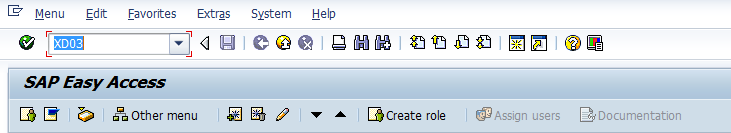 Menu Edit Favorites Extras System Help
XD03
SAP Easy Access
Other menu Create role Assign users Documentation